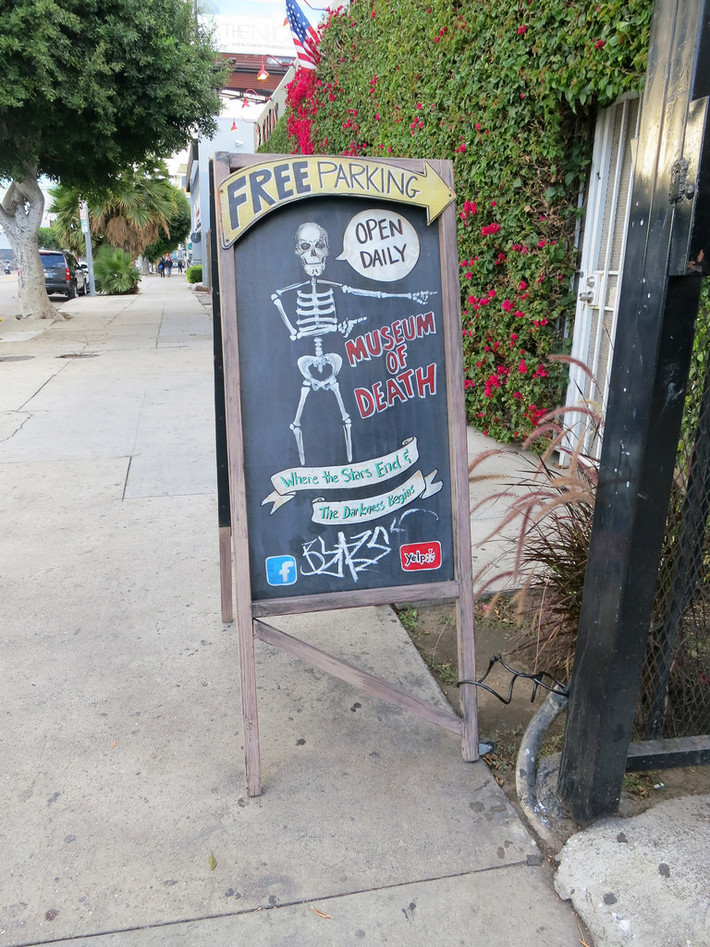 FREE PARKING
OPEN
DAILY
MUSEUM
OF
DEATH
Where the Stars End &
The Darkness Begins
f
yelp